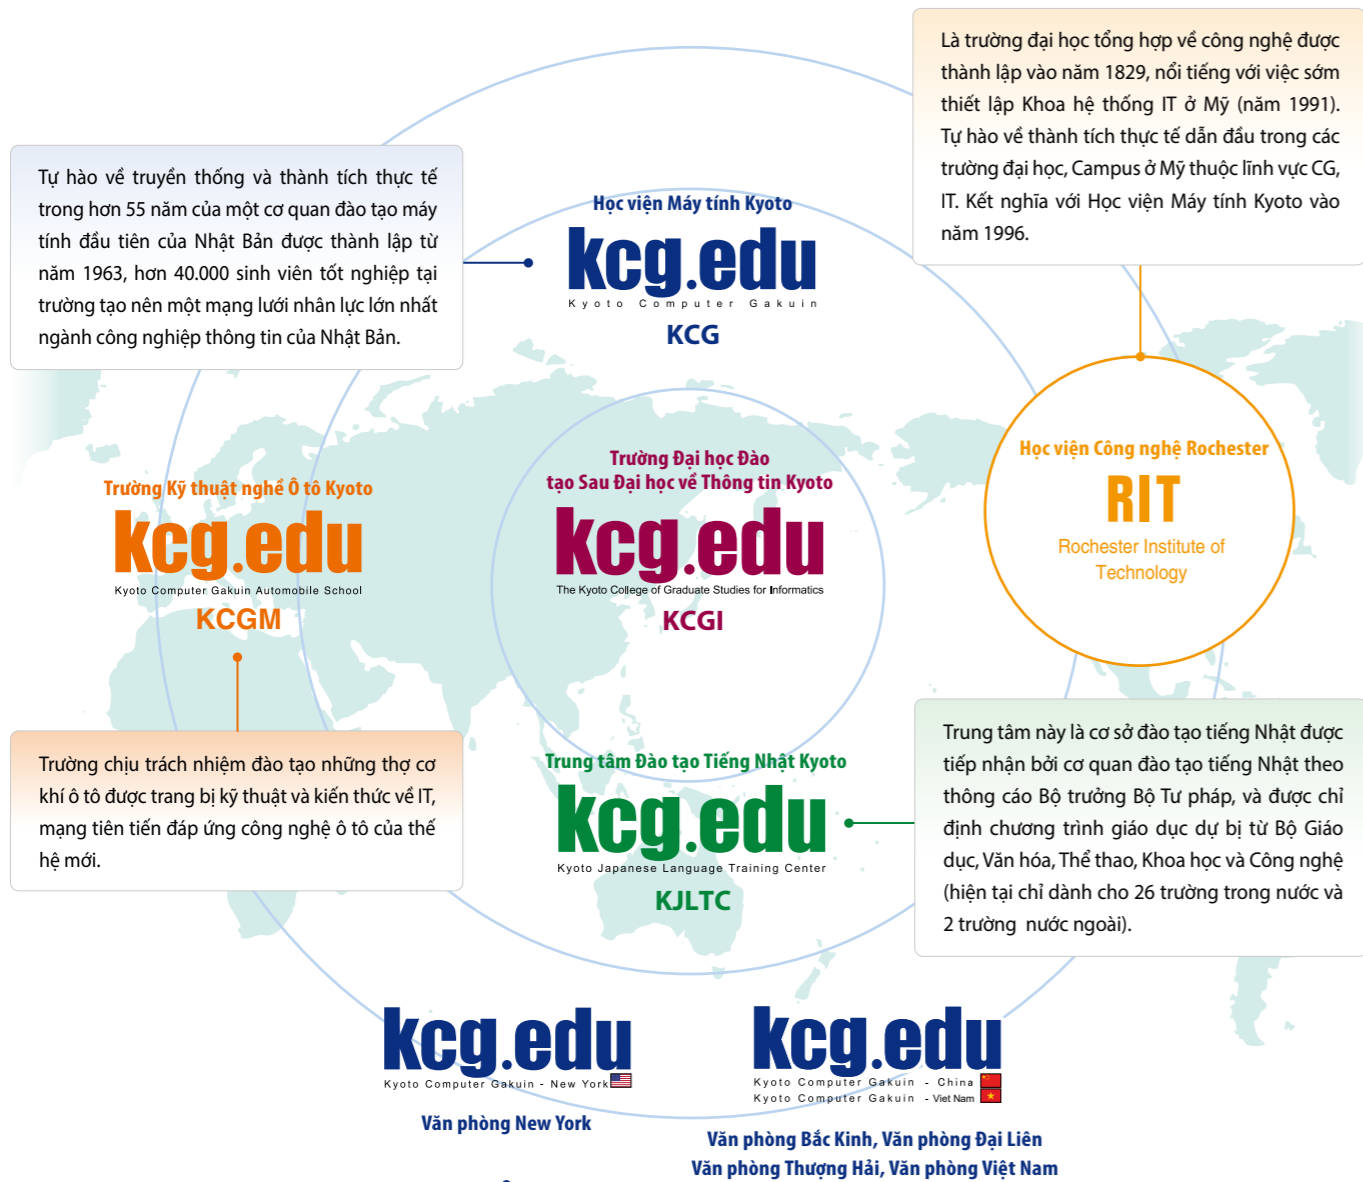 Là trường đại học tổng hợp về công nghệ được
thành lập vào năm 1829, nổi tiếng với việc sớm
thiết lập Khoa hệ thống IT ở Mỹ (năm 1991).
Tự hào về thành tích thực tế dẫn đầu trong các
trường đại học, Campus ở Mỹ thuộc lĩnh vực CG,
IT. Kết nghĩa với Học viện Máy tính Kyoto vào
năm 1996.
Tự hào về truyền thống và thành tích thực tế
trong hơn 55 năm của một cơ quan đào tạo máy
tính đầu tiên của Nhật Bản được thành lập từ
năm 1963, hơn 40.000 sinh viên tốt nghiệp tại
trường tạo nên một mạng lưới nhân lực lớn nhất
ngành công nghiệp thông tin của Nhật Bản.
Học viện Máy tính Kyoto
kcg.edu
Kyoto Computer Gakuin
KCG
Học viện Công nghệ Rochester
RIT
Rochester Institute of
Technology
Trường Kỹ thuật nghề Ô tô Kyoto
kcg.edu
Kyoto Computer Gakuin Automobile School
KCGM
Trường Đại học Đào
tạo Sau Đại học về Thông tin Kyoto
kcg.edu
The Kyoto College of Graduate Studies for Informatics
KCGI
Trường chịu trách nhiệm đào tạo những thợ cơ
khí ô tô được trang bị kỹ thuật và kiến thức về IT,
mạng tiên tiến đáp ứng công nghệ ô tô của thế
hệ mới.
Trung tâm Đào tạo Tiếng Nhật Kyoto
kcg.edu
Kyoto Japanese Language Training Center
KJLTC
Trung tâm này là cơ sở đào tạo tiếng Nhật được
tiếp nhận bởi cơ quan đào tạo tiếng Nhật theo
thông cáo Bộ trưởng Bộ Tư pháp, và được chỉ
định chương trình giáo dục dự bị từ Bộ Giáo
dục, Văn hóa, Thể thao, Khoa học và Công nghệ
(hiện tại chỉ dành cho 26 trường trong nước và
2 trường nước ngoài).
kcg.edu
Kyoto Computer Gakuin - New York
Văn phòng New York
kcg.edu
Kyoto Computer Gakuin - China
Kyoto Computer Gakuin - Viet Nam
Văn phòng Bắc Kinh, Văn phòng Đại Liên
Văn phòng Thượng Hải, Văn phòng Việt Nam